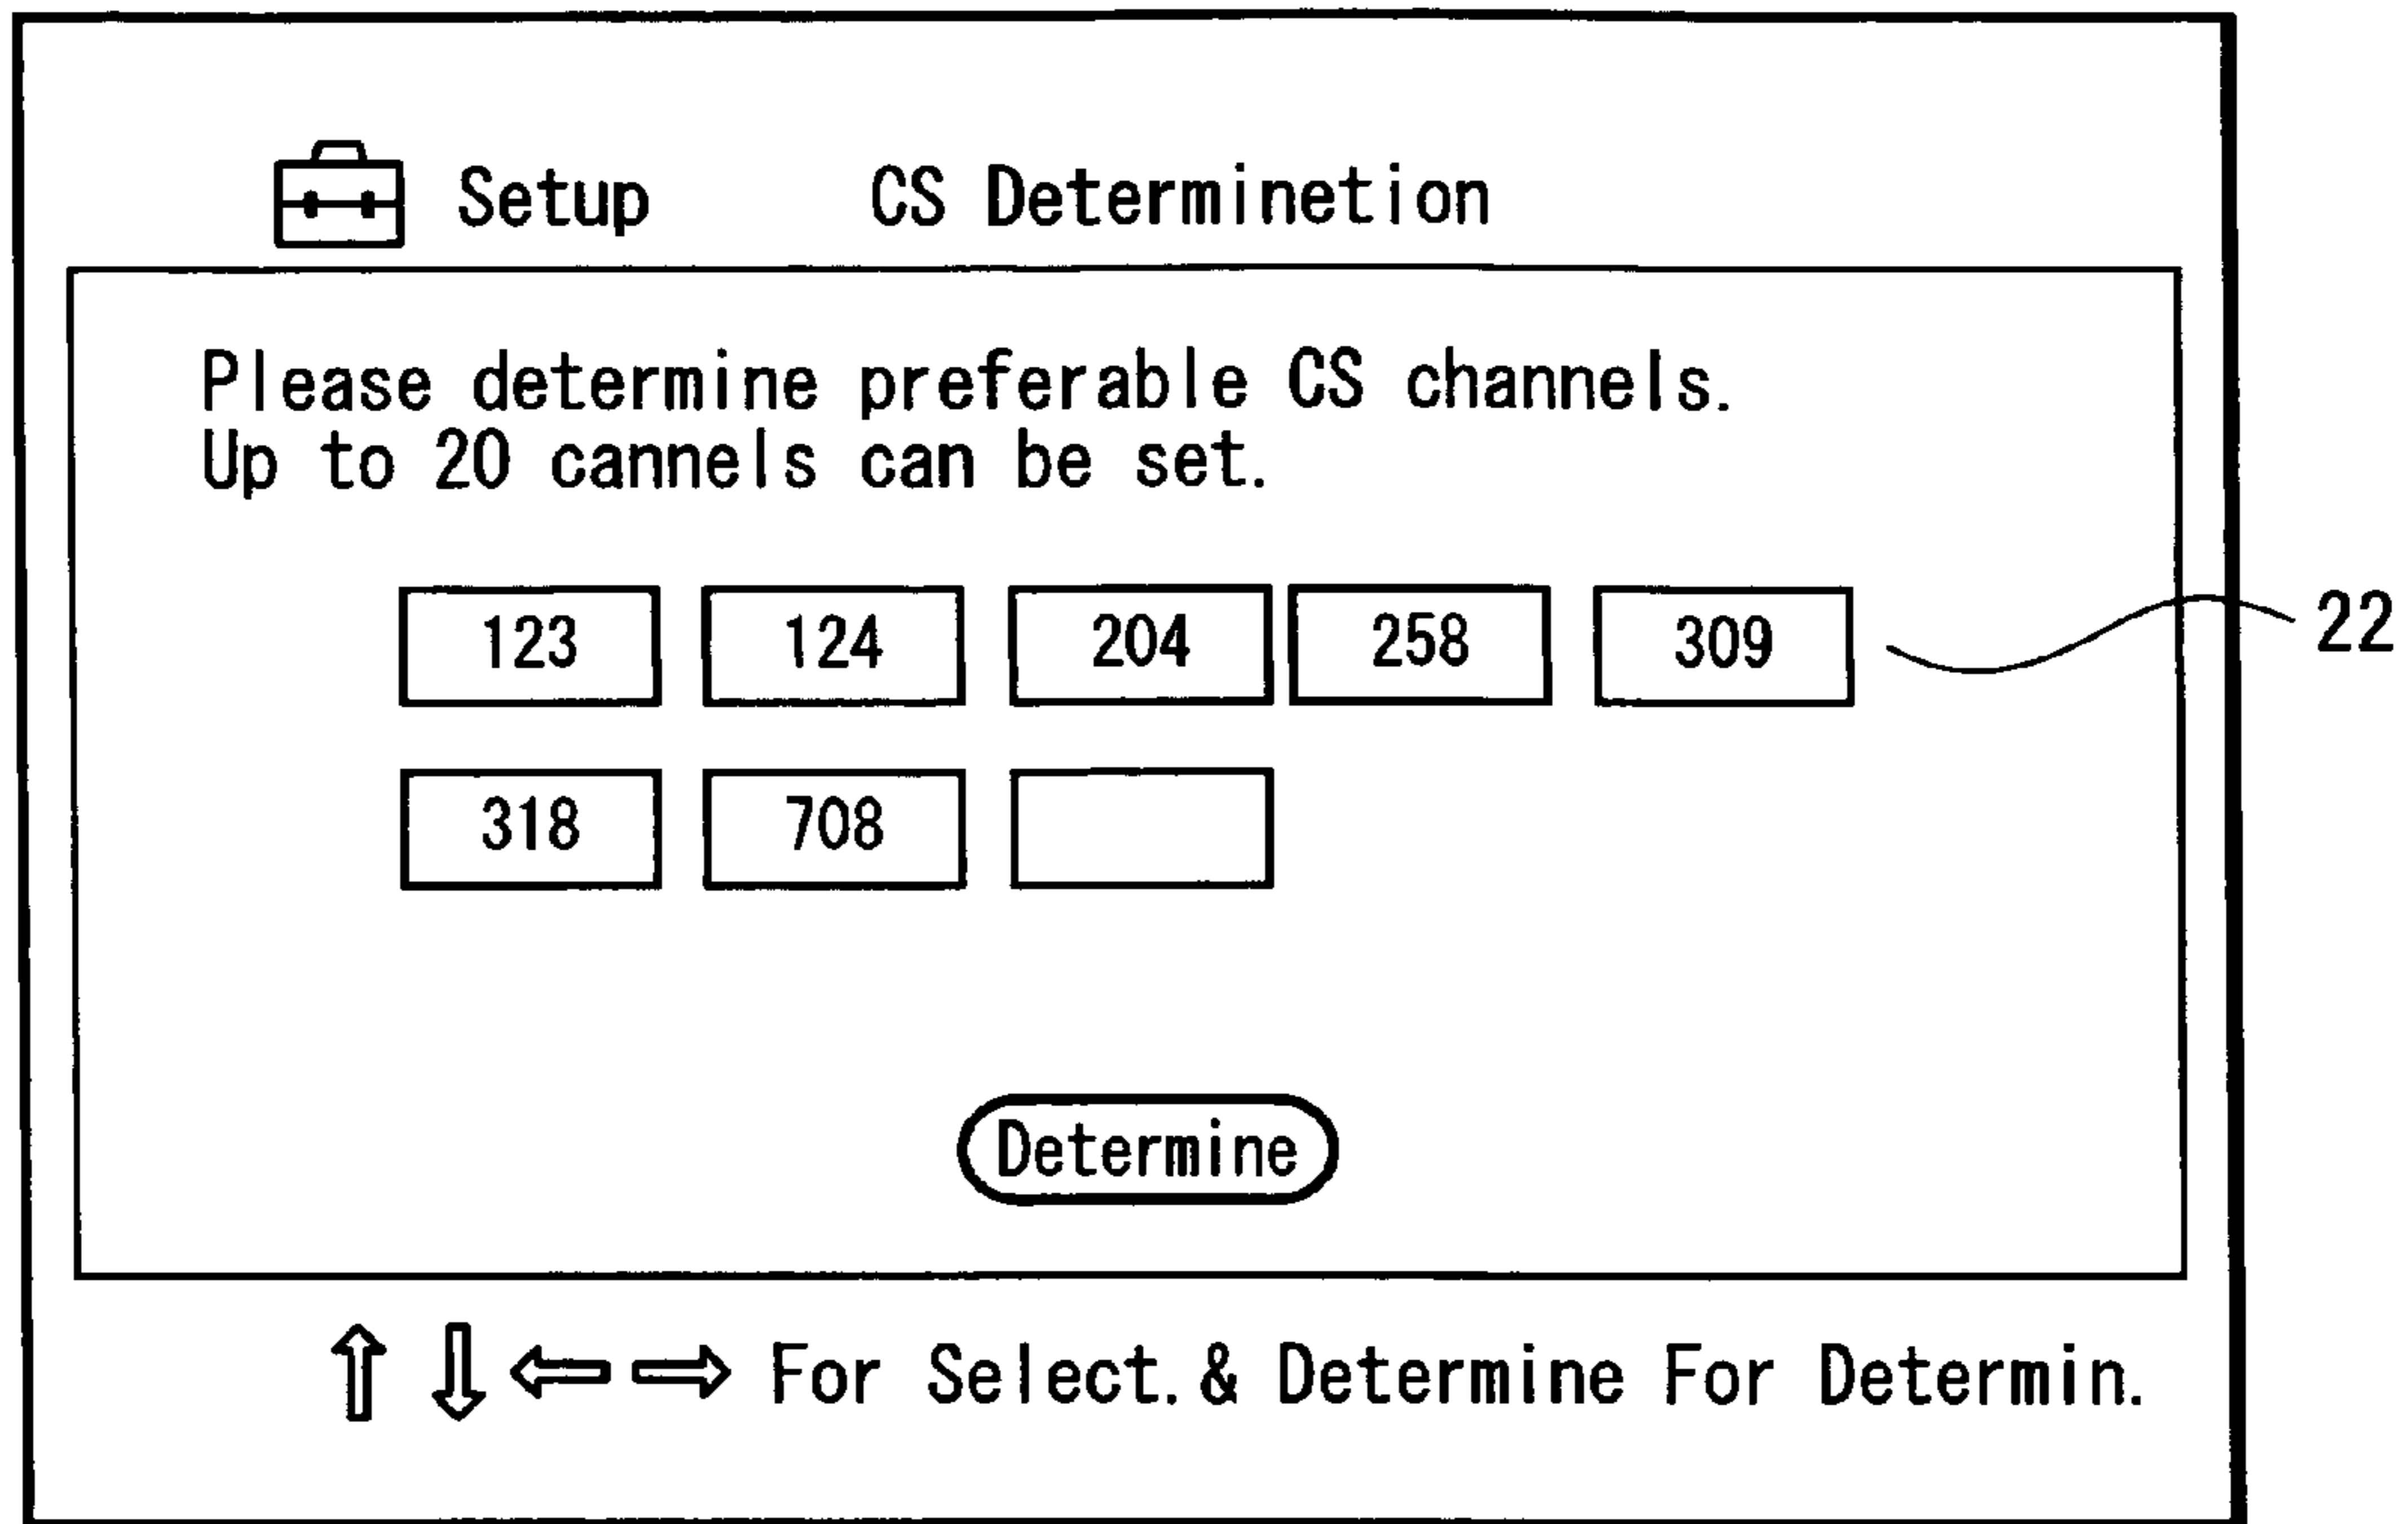 Setup CS Determinetion
Please determine preferable CS channels.
Up to 20 cannels can be set.
123 124 204 258 309 22
318 708
Determine
↑ ↓ ← → For Select. & Determine For Determin.